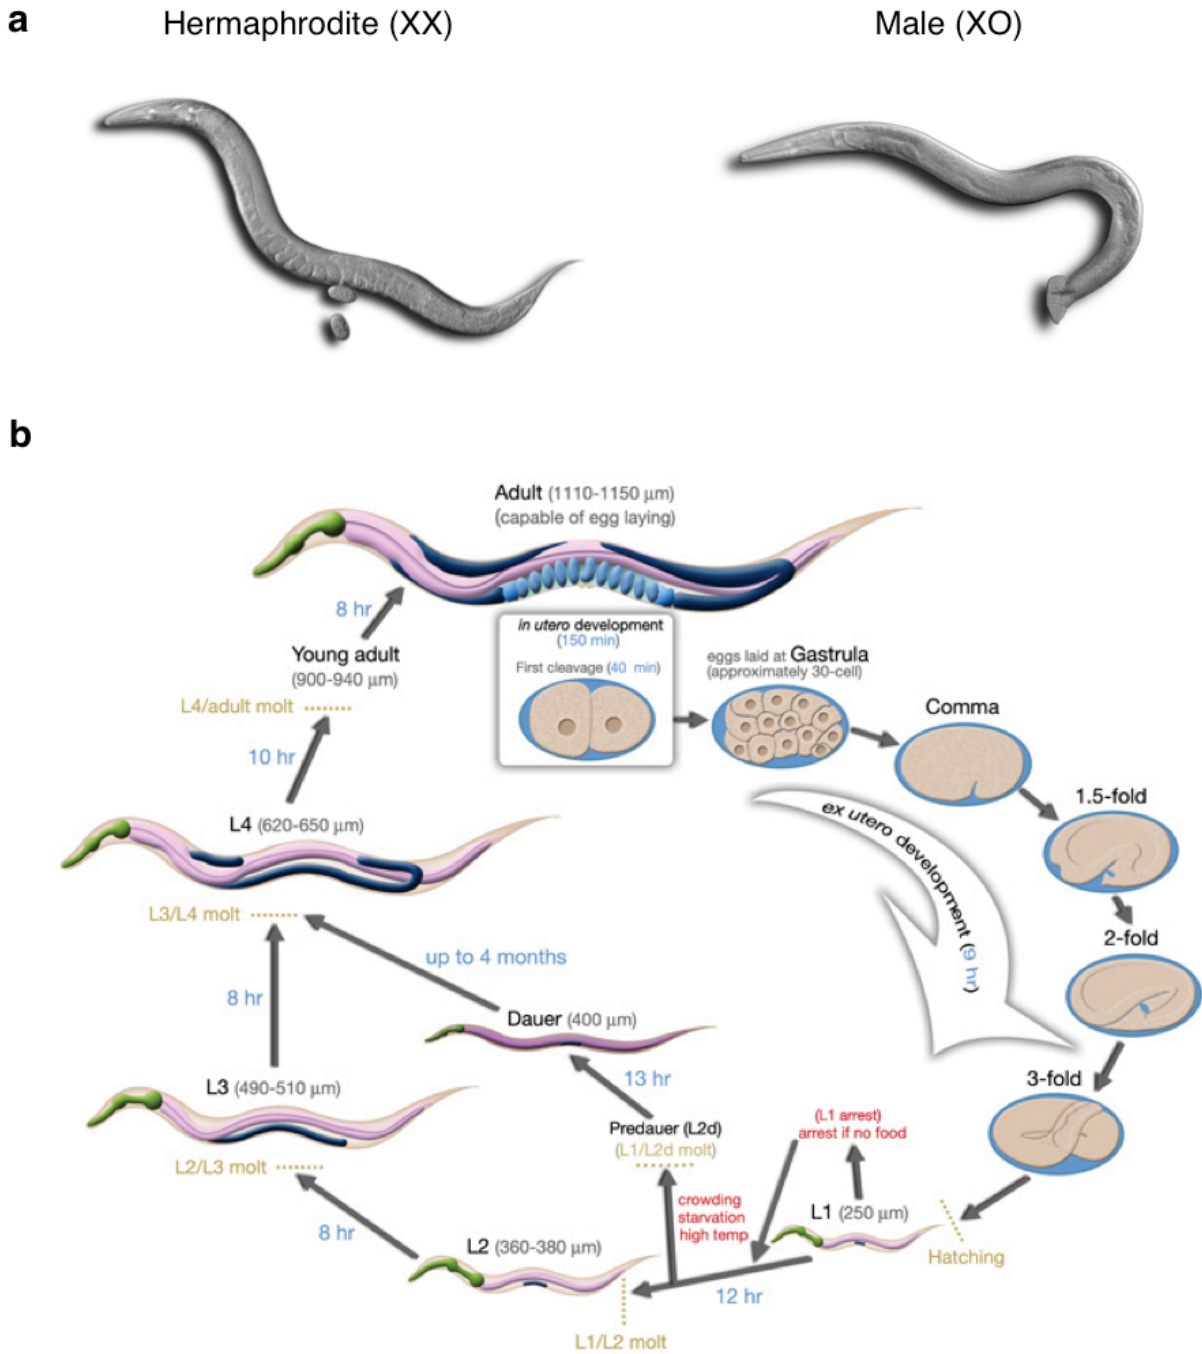 a
Hermaphrodite (XX)
Male (XO)
b
Adult (1110-1150 µm)
(capable of egg laying)
8 hr
in utero development
(150 min)
First cleavage (40 min)
eggs laid at Gastrula
(approximately 30-cell)
Comma
Young adult
(900-940 µm)
L4/adult molt
10 hr
1.5-fold
ex utero development (9 hr)
L4 (620-650 µm)
L3/L4 molt
2-fold
up to 4 months
8 hr
Dauer (400 µm)
13 hr
3-fold
L3 (490-510 µm)
(L1 arrest)
arrest if no food
Predauer (L2d)
(L1/L2d molt)
L2/L3 molt
crowding
starvation
high temp
L1 (250 µm)
8 hr
L2 (360-380 µm)
Hatching
12 hr
L1/L2 molt